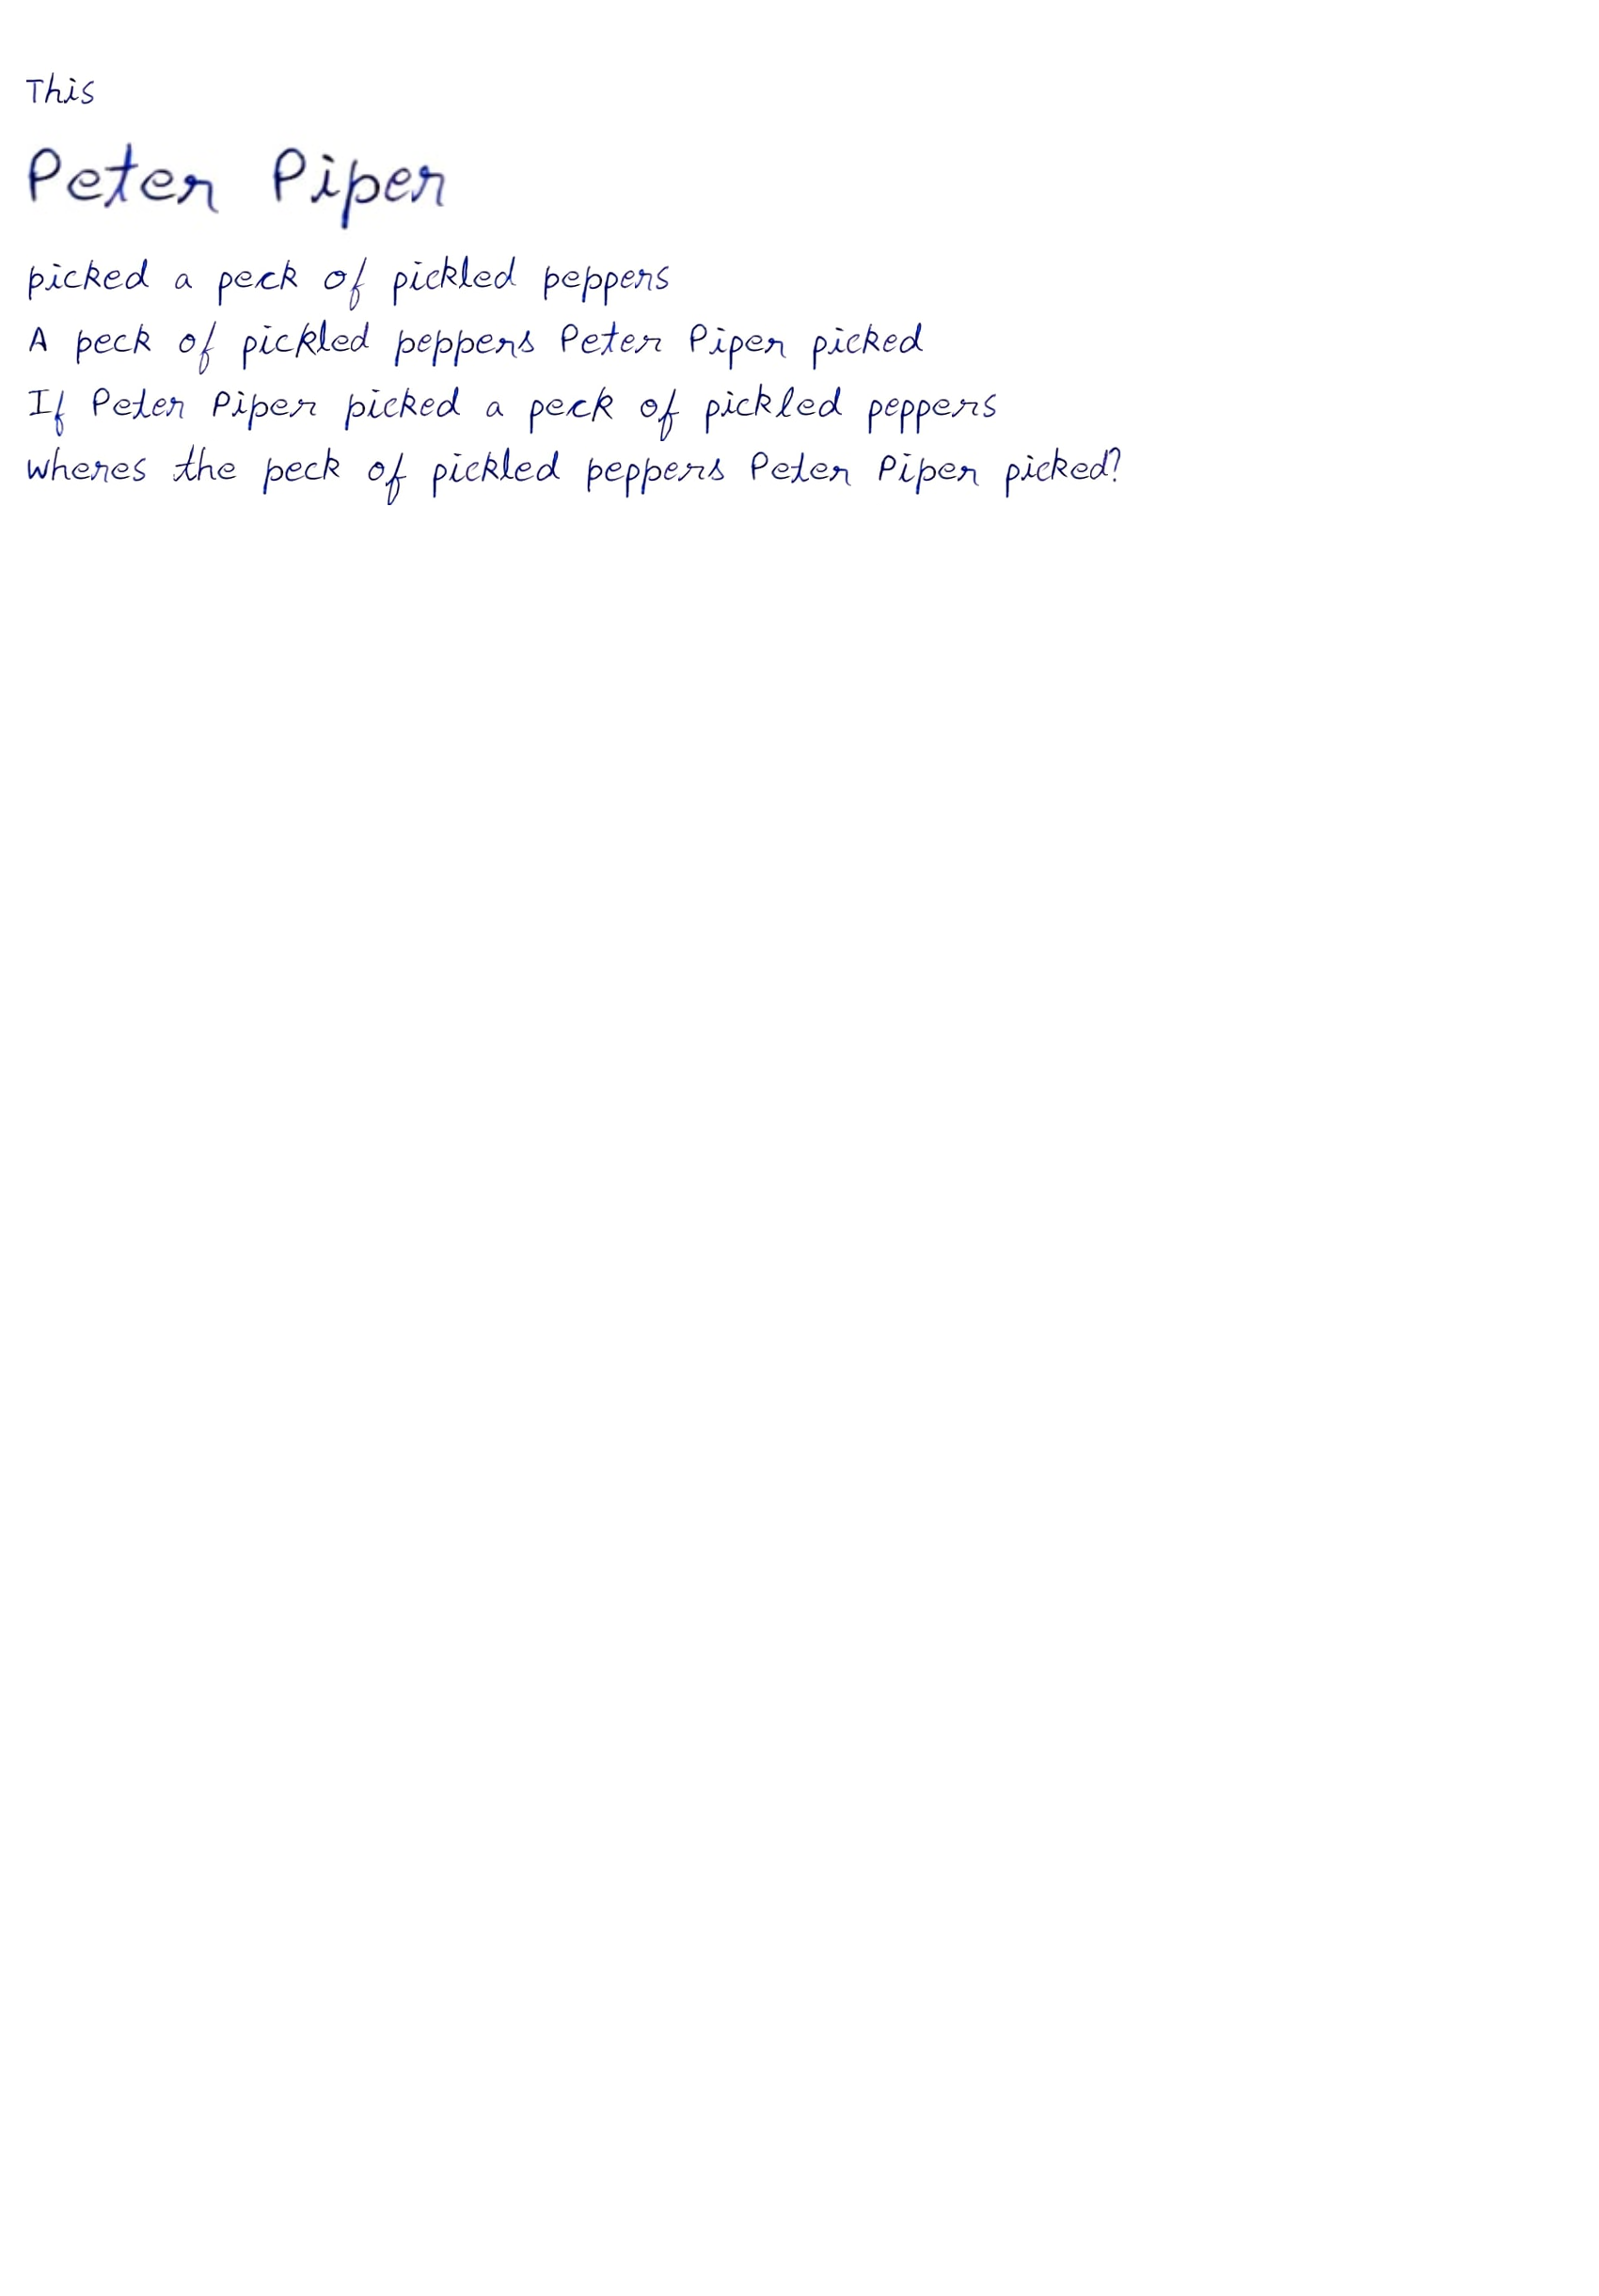 This
Peter Piper
picked a peck of pickled peppers
A peck of pickled peppers Peter Piper picked
If Peter Piper picked a peck of pickled peppers
wheres the peck of pickled peppers Peter Piper picked?